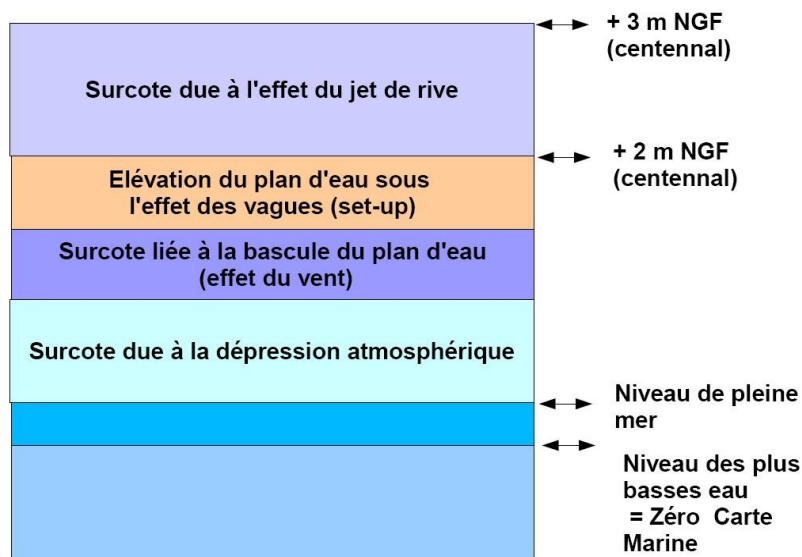 + 3 m NGF
(centennal)
Surcote due à l'effet du jet de rive
+ 2 m NGF
(centennal)
Elévation du plan d'eau sous
l'effet des vagues (set-up)
Surcote liée à la bascule du plan d'eau
(effet du vent)
Surcote due à la dépression atmosphérique
Niveau de pleine
mer
Niveau des plus
basses eau
= Zéro Carte
Marine